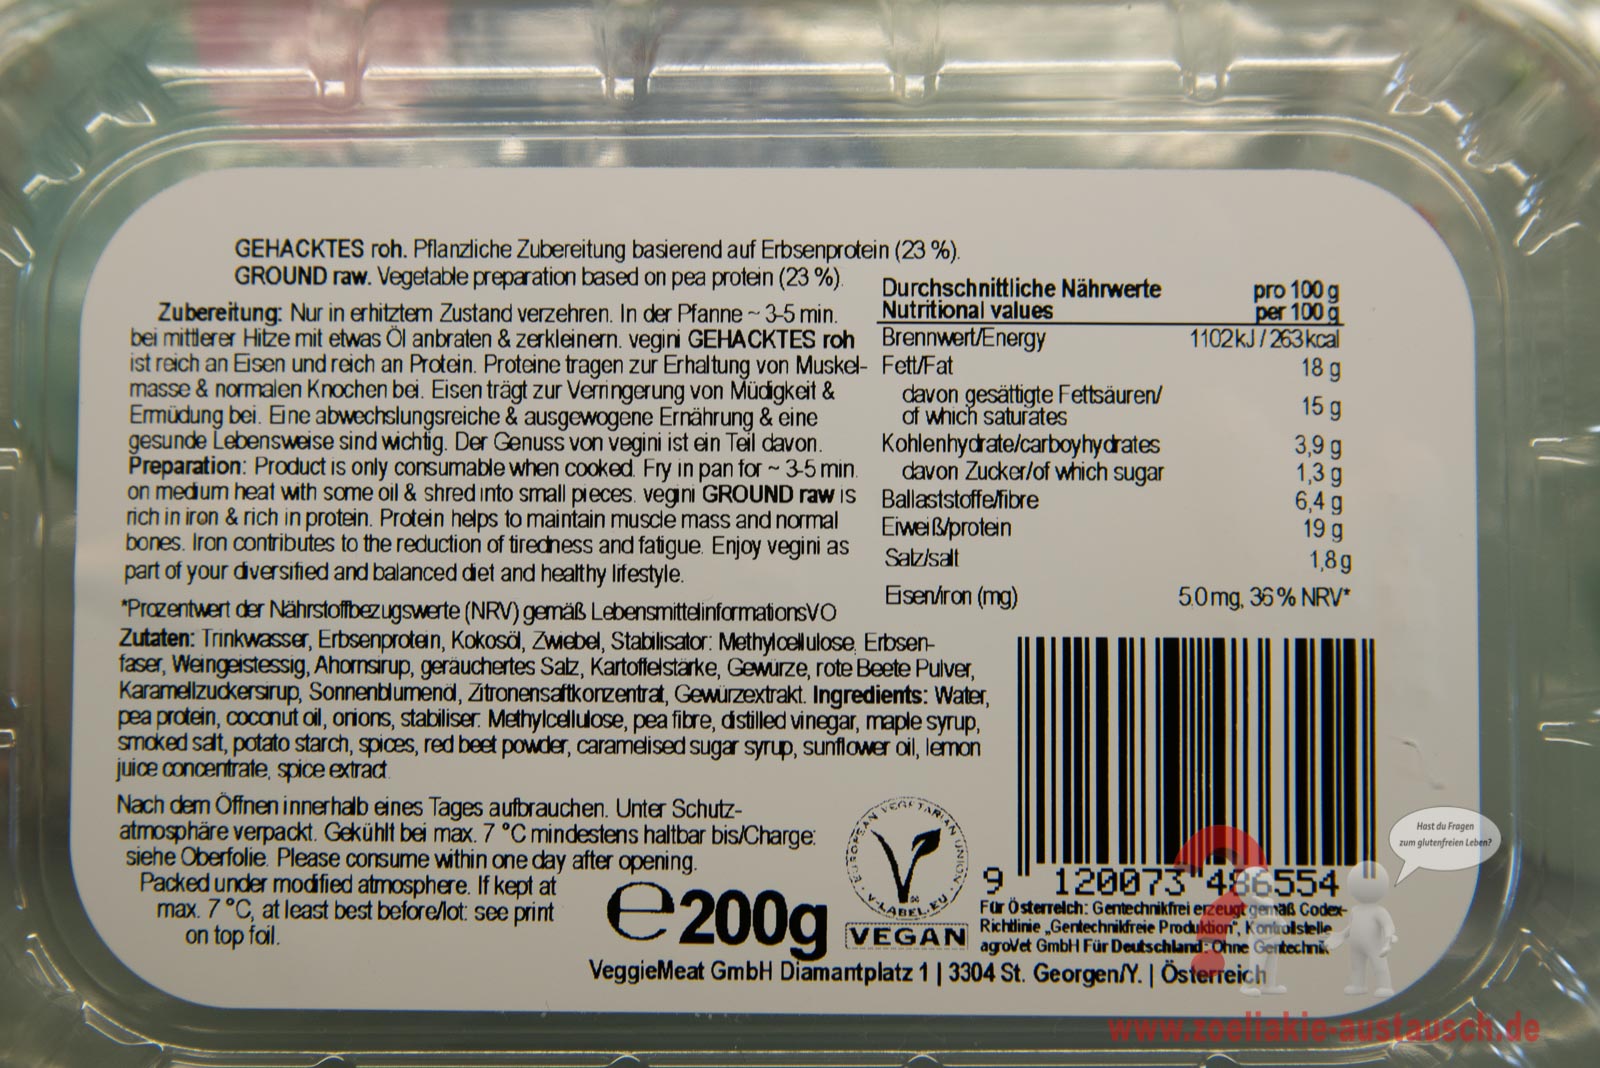 GEHACKTES roh. Pflanzliche Zubereitung basierend auf Erbsenprotein (23 %).
GROUND raw. Vegetable preparation based on pea protein (23 %).
Zubereitung: Nur in erhitztem Zustand verzehren. In der Pfanne ~ 3-5 min.
bei mittlerer Hitze mit etwas Öl anbraten & zerkleinern. vegini GEHACKTES roh
ist reich an Eisen und reich an Protein. Proteine tragen zur Erhaltung von Muskel-
masse & normalen Knochen bei. Eisen trägt zur Verringerung von Müdigkeit &
Ermüdung bei. Eine abwechslungsreiche & ausgewogene Ernährung & eine
gesunde Lebensweise sind wichtig. Der Genuss von vegini ist ein Teil davon.
Preparation: Product is only consumable when cooked. Fry in pan for ~ 3-5 min.
on medium heat with some oil & shred into small pieces. vegini GROUND raw is
rich in iron & rich in protein. Protein helps to maintain muscle mass and normal
bones. Iron contributes to the reduction of tiredness and fatigue. Enjoy vegini as
part of your diversified and balanced diet and healthy lifestyle.
*Prozentwert der Nährstoffbezugswerte (NRV) gemäß LebensmittelinformationsVO
Durchschnittliche Nährwerte pro 100 g
Nutritional values per 100 g
Brennwert/Energy 1102kJ / 263kcal
Fett/Fat 18 g
davon gesättigte Fettsäuren/
of which saturates 15 g
Kohlenhydrate/carboyhydrates 3,9 g
davon Zucker/of which sugar 1,3 g
Ballaststoffe/fibre 6,4 g
Eiweiß/protein 19 g
Salz/salt 1,8g
Eisen/iron (mg) 5,0mg, 36% NRV*
Zutaten: Trinkwasser, Erbsenprotein, Kokosöl, Zwiebel, Stabilisator: Methylcellulose, Erbsen-
faser, Weingeistessig, Ahornsirup, geräuchertes Salz, Kartoffelstärke, Gewürze, rote Beete Pulver,
Karamellzuckersirup, Sonnenblumenöl, Zitronensaftkonzentrat, Gewürzextrakt. Ingredients: Water,
pea protein, coconut oil, onions, stabiliser: Methylcellulose, pea fibre, distilled vinegar, maple syrup,
smoked salt, potato starch, spices, red beet powder, caramelised sugar syrup, sunflower oil, lemon
juice concentrate, spice extract.
Nach dem Öffnen innerhalb eines Tages aufbrauchen. Unter Schutz-
atmosphäre verpackt. Gekühlt bei max. 7 °C mindestens haltbar bis/Charge:
siehe Oberfolie. Please consume within one day after opening.
Packed under modified atmosphere. If kept at
max. 7 °C, at least best before/lot: see print
on top foil.
e 200g
EUROPEAN VEGETARIAN UNION
V-LABEL.EU
VEGAN
9 120073 486554
Für Österreich: Gentechnikfrei erzeugt gemäß Codex-
Richtlinie „Gentechnikfreie Produktion", Kontrollstelle
agroVet GmbH Für Deutschland: Ohne Gentechnik
VeggieMeat GmbH Diamantplatz 1 | 3304 St. Georgen/Y. | Österreich
Hast du Fragen
zum glutenfreien Leben?
www.zoeliakie-austausch.de